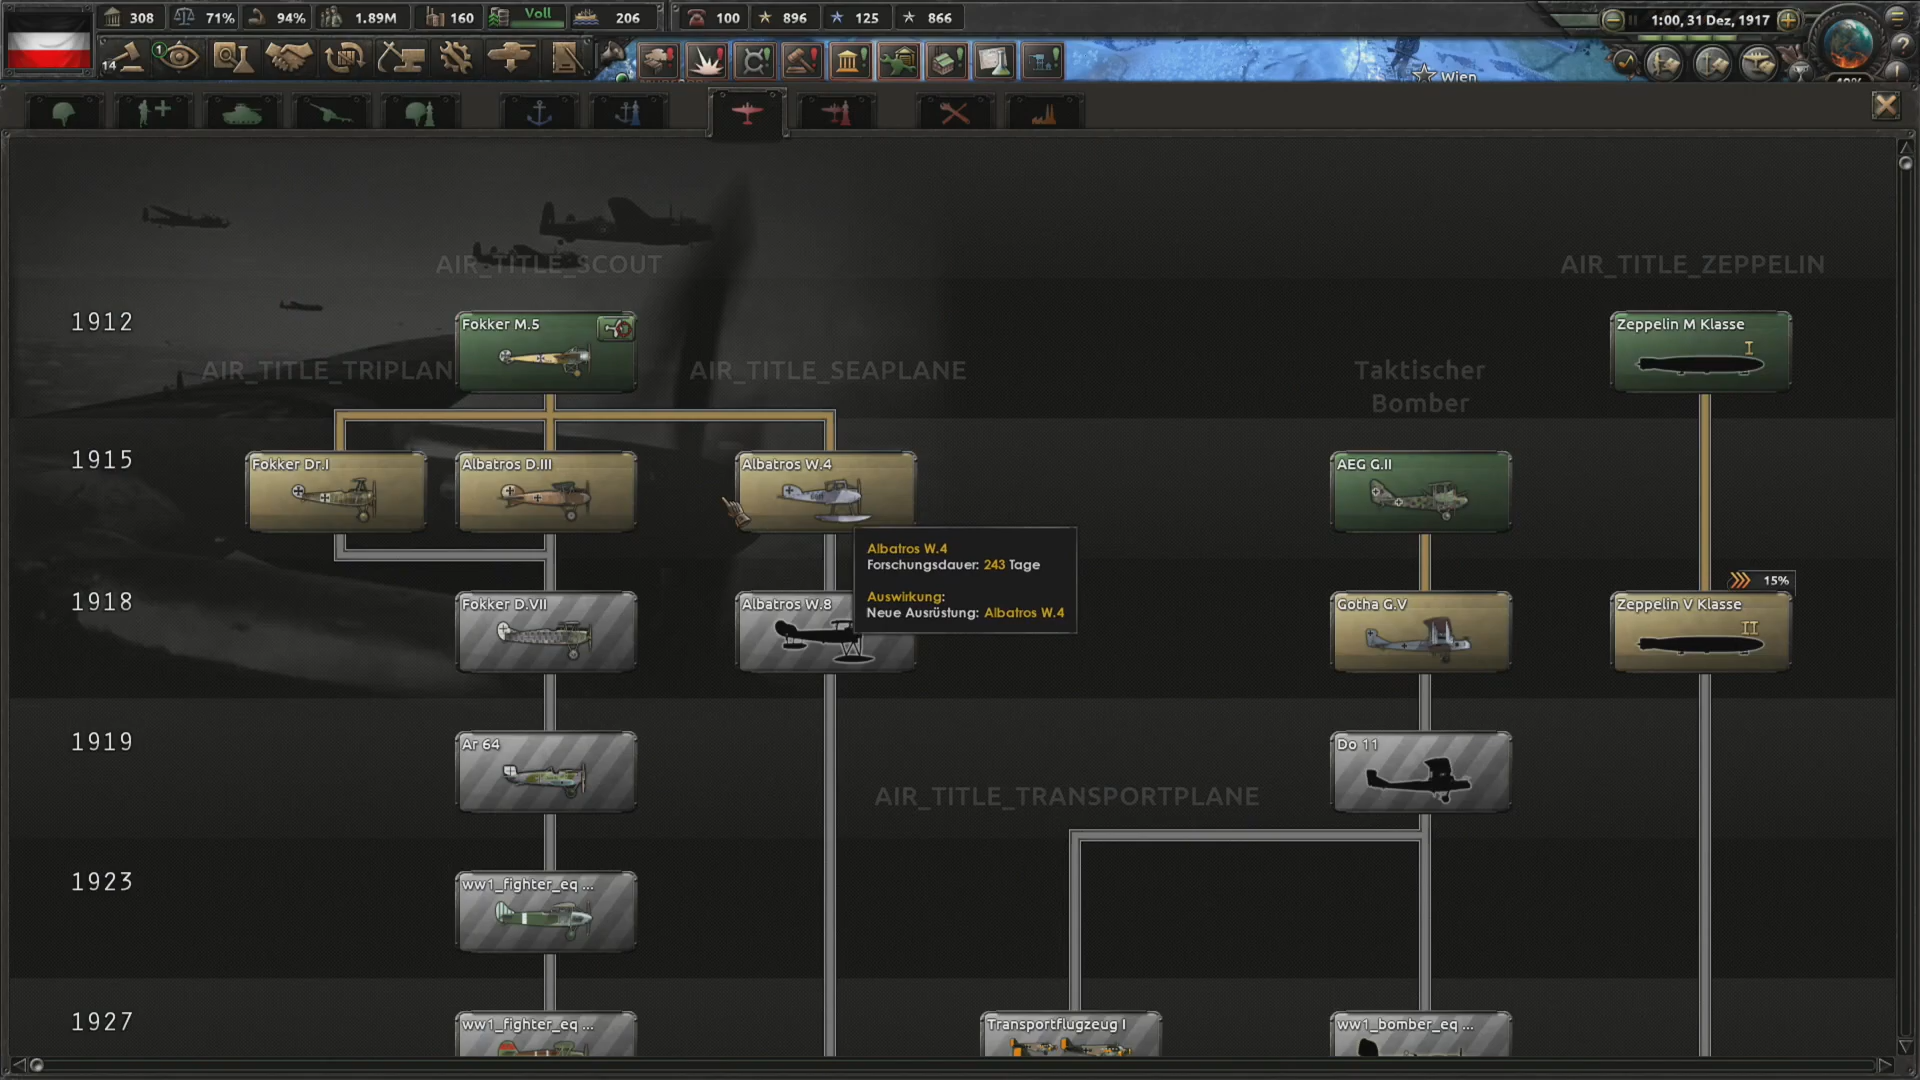 308
71%
94%
1.89M
160
Voll
206
100
896
125
866
1:00, 31 Dez, 1917
14
1
Wien
AIR_TITLE_SCOUT
AIR_TITLE_ZEPPELIN
1912
Fokker M.5
Zeppelin M Klasse
I
AIR_TITLE_TRIPLAN
AIR_TITLE_SEAPLANE
Taktischer
Bomber
1915
Fokker Dr.I
Albatros D.III
Albatros W.4
AEG G.II
Albatros W.4
Forschungsdauer: 243 Tage
Auswirkung:
Neue Ausrüstung: Albatros W.4
15%
1918
Fokker D.VII
Albatros W.8
Gotha G.V
Zeppelin V Klasse
II
1919
Ar 64
Do 11
AIR_TITLE_TRANSPORTPLANE
1923
ww1_fighter_eq ...
1927
ww1_fighter_eq ...
Transportflugzeug I
ww1_bomber_eq ...